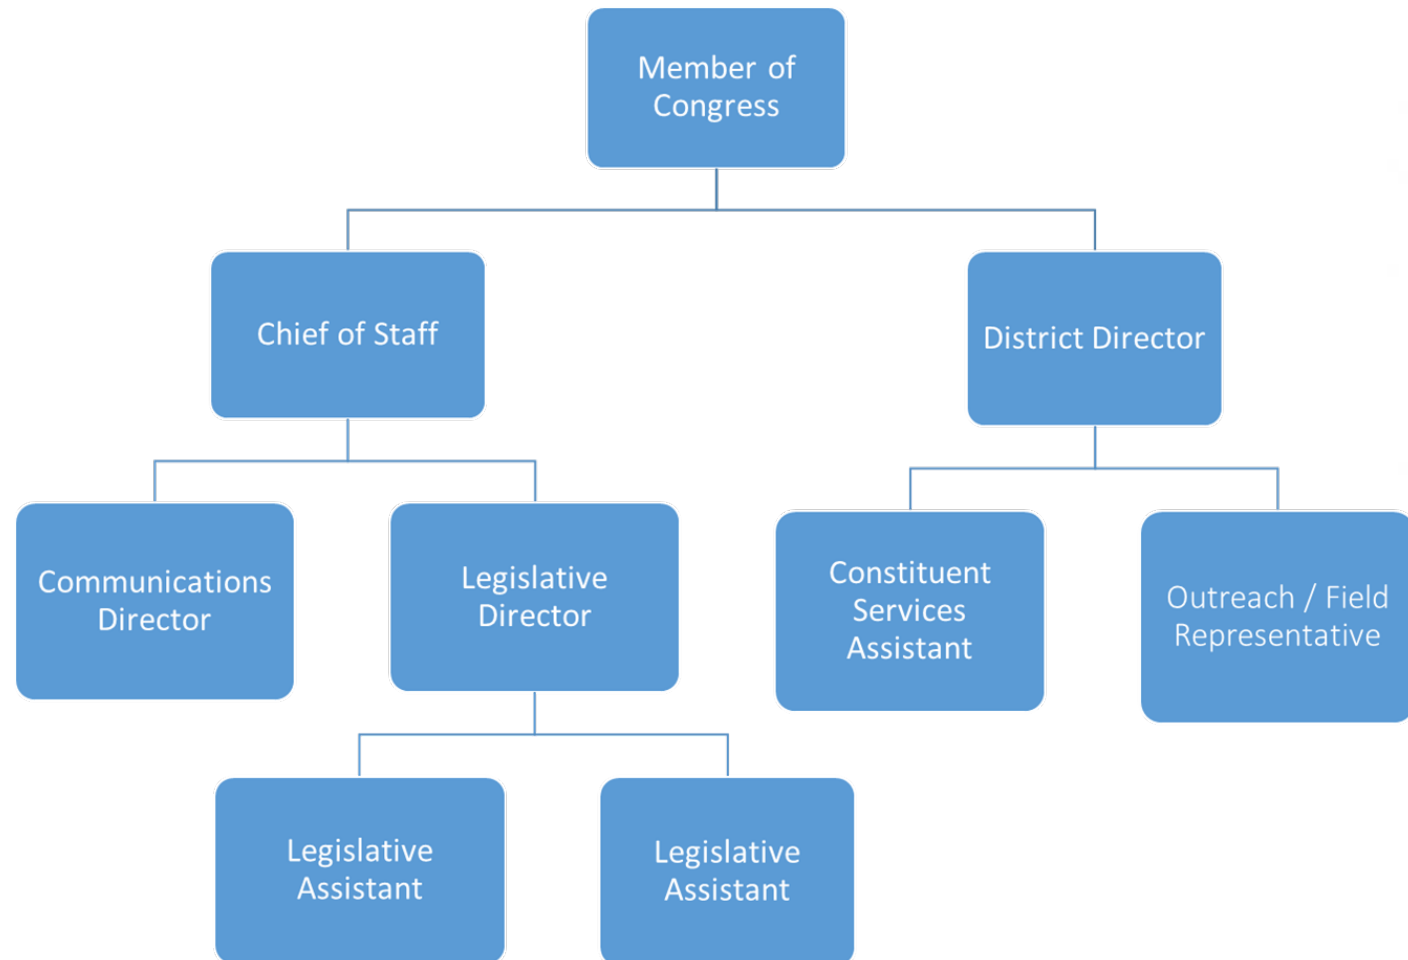 Member of
Congress
Chief of Staff
District Director
Communications
Director
Legislative
Director
Constituent
Services
Assistant
Outreach / Field
Representative
Legislative
Assistant
Legislative
Assistant